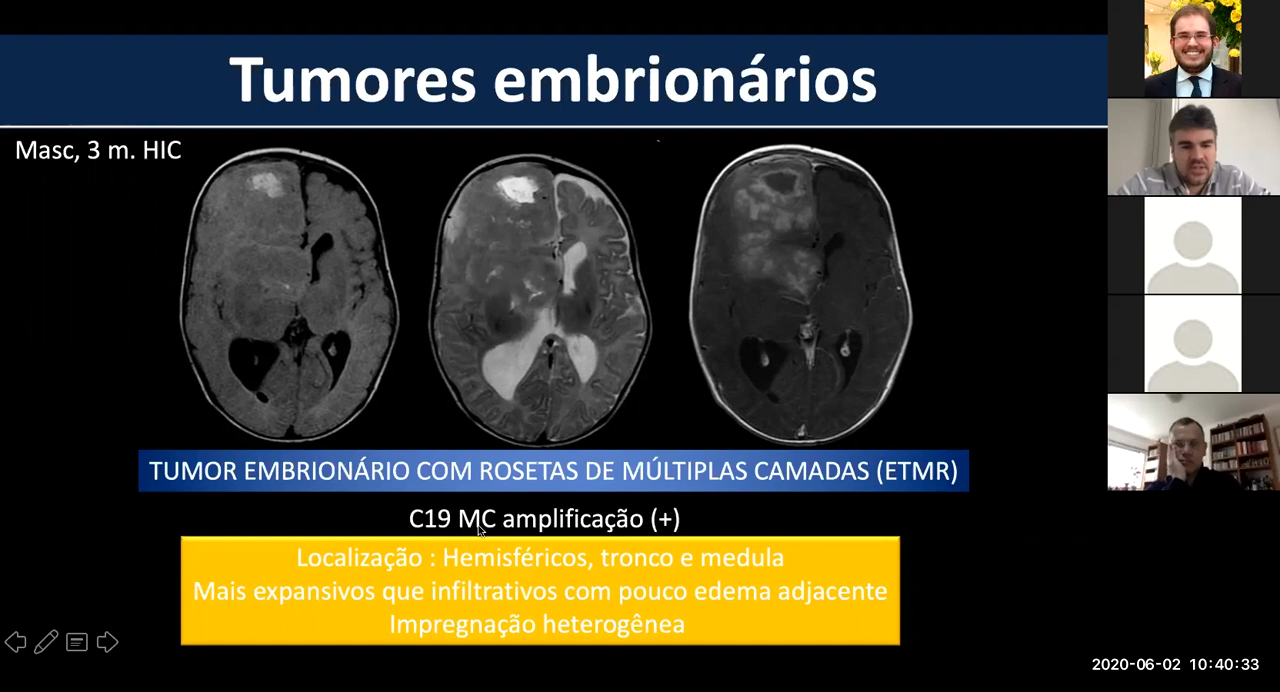 Tumores embrionários
Masc, 3 m. HIC
TUMOR EMBRIONÁRIO COM ROSETAS DE MÚLTIPLAS CAMADAS (ETMR)
C19 MC amplificação (+)
Localização : Hemisféricos, tronco e medula
Mais expansivos que infiltrativos com pouco edema adjacente
Impregnação heterogênea
2020-06-02 10:40:33